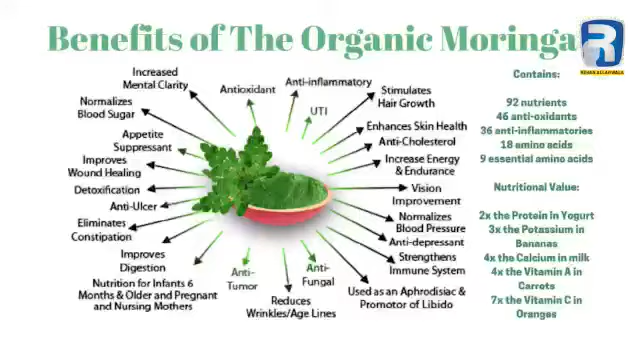 Benefits of The Organic Moringa
R
Increased
Mental Clarity
Normalizes
Blood Sugar
Appetite
Suppressant
Improves
Wound Healing
Detoxification
Anti-Ulcer
Eliminates
Constipation
Improves
Digestion
Nutrition for Infants 6
Months & Older and Pregnant
and Nursing Mothers
Antioxidant
Anti-inflammatory
UTI
Stimulates
Hair Growth
Enhances Skin Health
Anti-Cholesterol
Increase Energy
& Endurance
Vision
Improvement
Normalizes
Blood Pressure
Anti-depressant
Strengthens
Immune System
Used as an Aphrodisiac &
Promotor of Libido
Anti-
Fungal
Reduces
Wrinkles/Age Lines
Anti-
Tumor
Contains:
92 nutrients
46 anti-oxidants
36 anti-inflammatories
18 amino acids
9 essential amino acids
Nutritional Value:
2x the Protein in Yogurt
3x the Potassium in
Bananas
4x the Calcium in milk
4x the Vitamin A in
Carrots
7x the Vitamin C in
Oranges